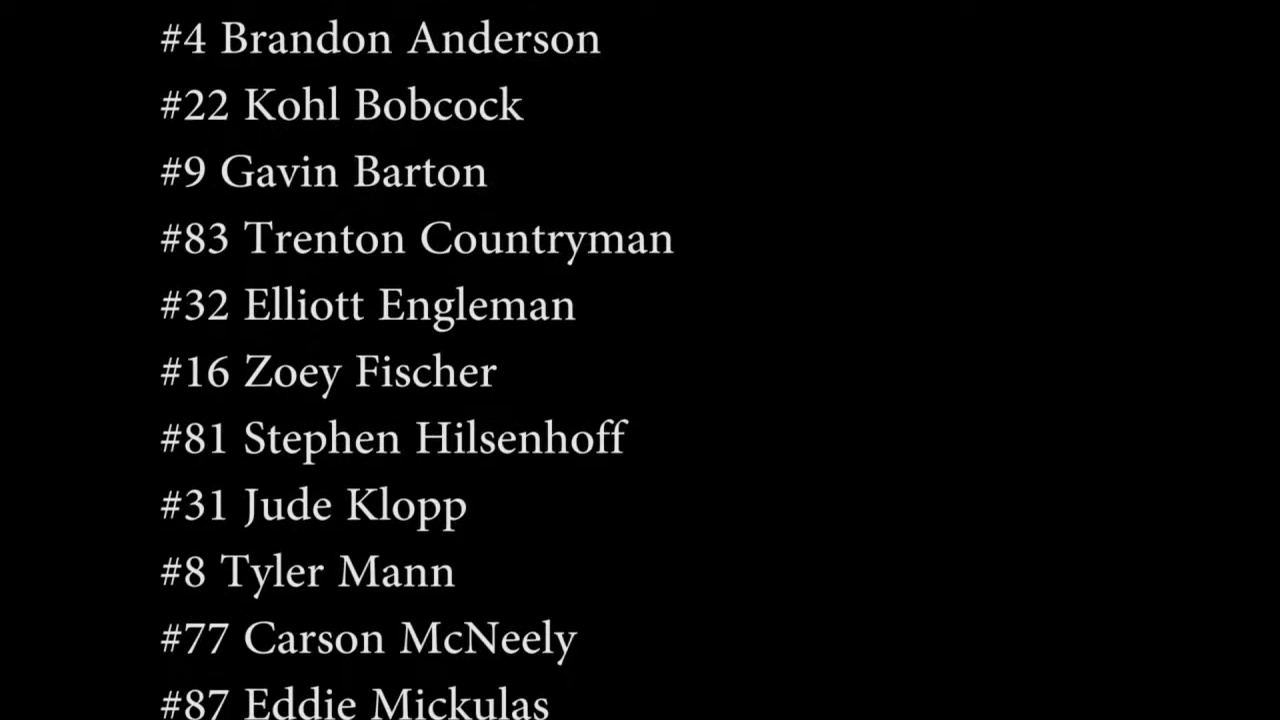 #4 Brandon Anderson
#22 Kohl Bobcock
#9 Gavin Barton
#83 Trenton Countryman
#32 Elliott Engleman
#16 Zoey Fischer
#81 Stephen Hilsenhoff
#31 Jude Klopp
#8 Tyler Mann
#77 Carson McNeely
#87 Eddie Mickulas